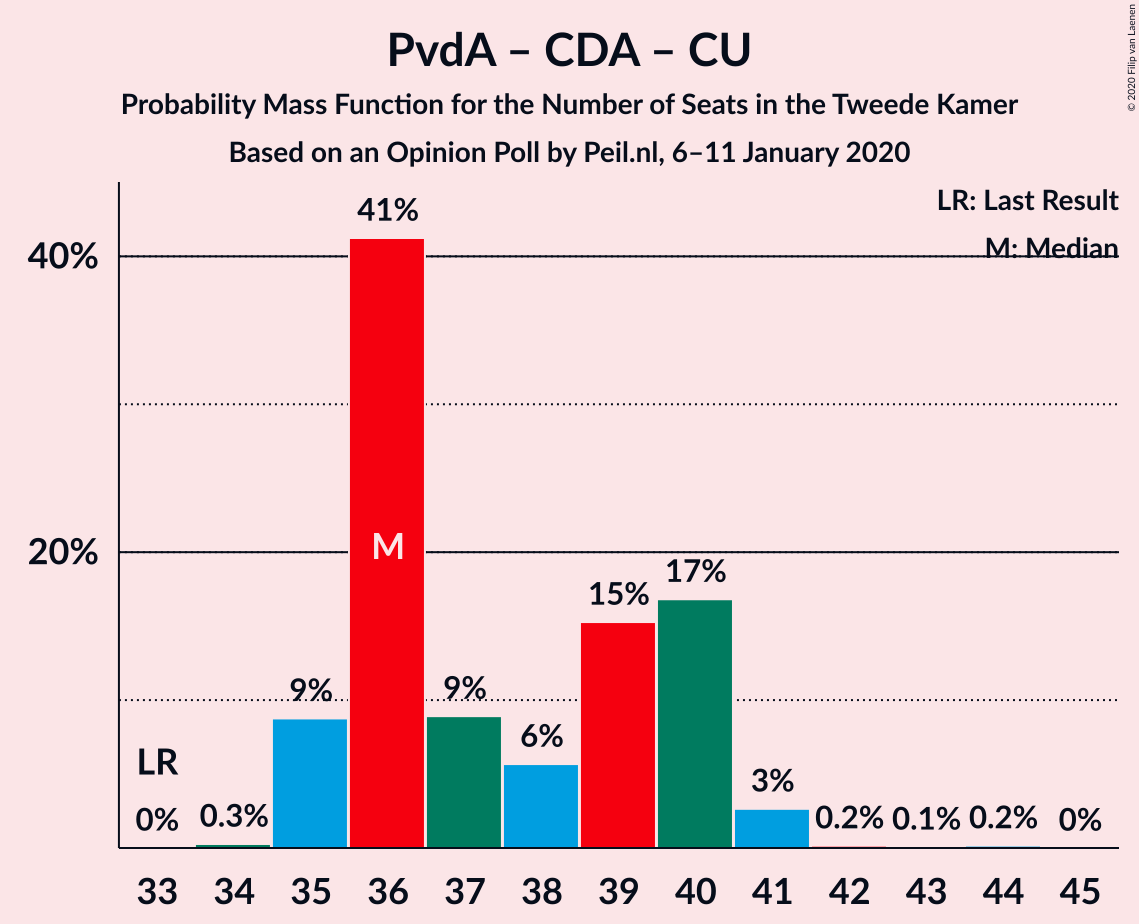 PvdA – CDA – CU
Probability Mass Function for the Number of Seats in the Tweede Kamer
Based on an Opinion Poll by Peil.nl, 6–11 January 2020
© 2020 Filip van Laenen
LR: Last Result
M: Median
40%
20%
LR
0%
0.3%
9%
41%
M
9%
6%
15%
17%
3%
0.2%
0.1%
0.2%
0%
33 34 35 36 37 38 39 40 41 42 43 44 45